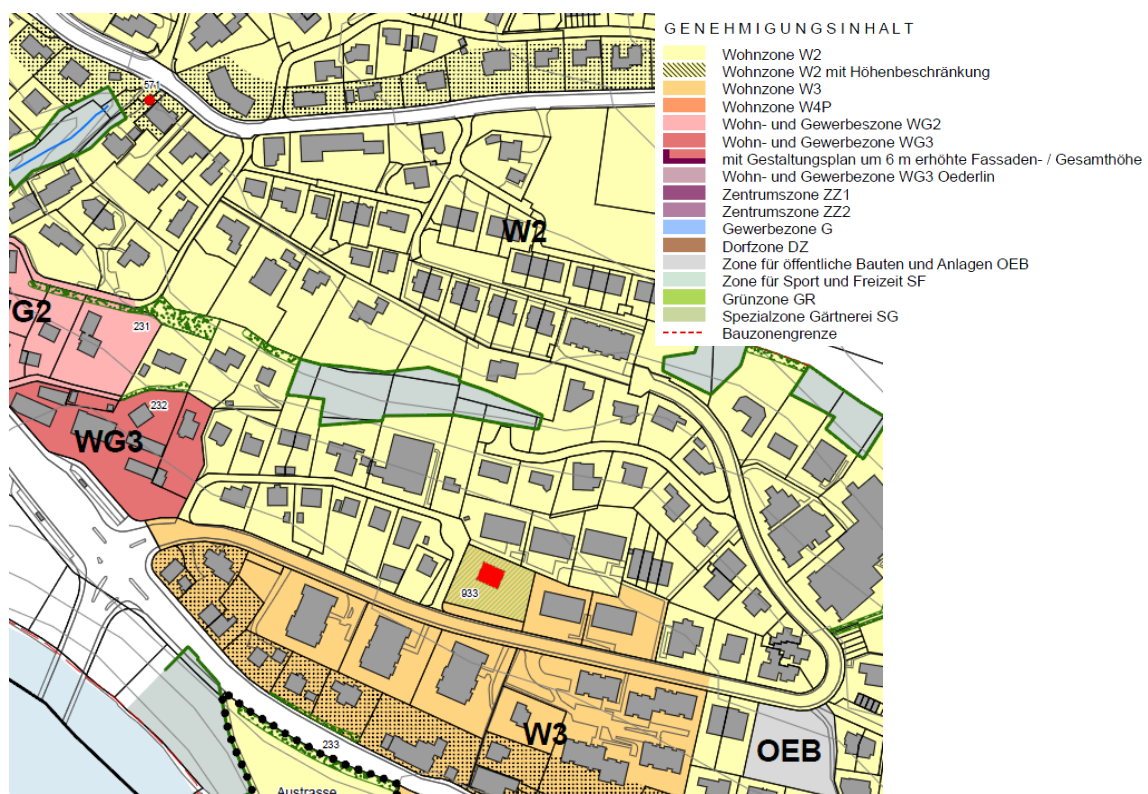 GENEHMIGUNGSINHALT
Wohnzone W2
Wohnzone W2 mit Höhenbeschränkung
Wohnzone W3
Wohnzone W4P
Wohn- und Gewerbeszone WG2
Wohn- und Gewerbezone WG3
mit Gestaltungsplan um 6 m erhöhte Fassaden- / Gesamthöhe
Wohn- und Gewerbezone WG3 Oederlin
Zentrumszone ZZ1
Zentrumszone ZZ2
Gewerbezone G
Dorfzone DZ
Zone für öffentliche Bauten und Anlagen OEB
Zone für Sport und Freizeit SF
Grünzone GR
Spezialzone Gärtnerei SG
Bauzonengrenze
571
W2
WG2
231
232
WG3
933
W3
233
OEB
Austrasse